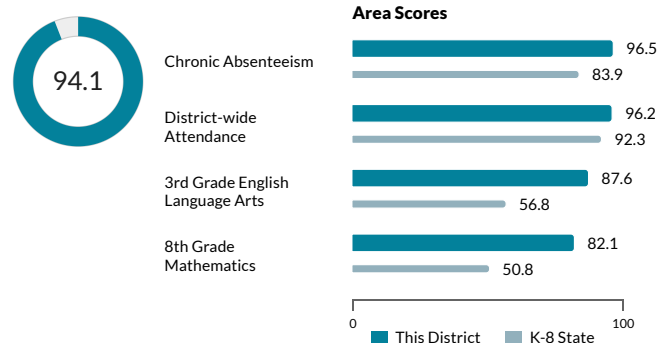 Area Scores
94.1
Chronic Absenteeism
96.5
83.9
District-wide
Attendance
96.2
92.3
3rd Grade English
Language Arts
87.6
56.8
8th Grade
Mathematics
82.1
50.8
0 100
This District K-8 State